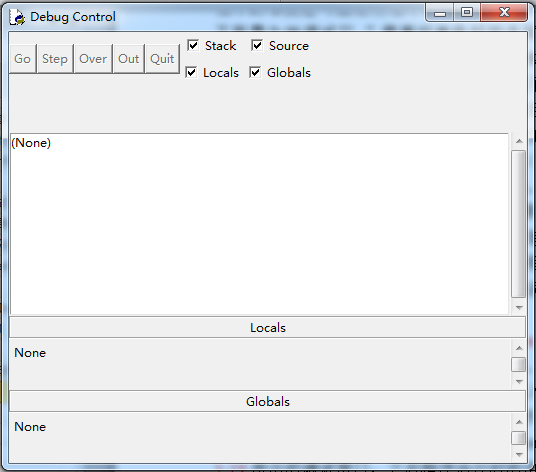 Debug Control
Go Step Over Out Quit
Stack Source
Locals Globals
(None)
Locals
None
Globals
None